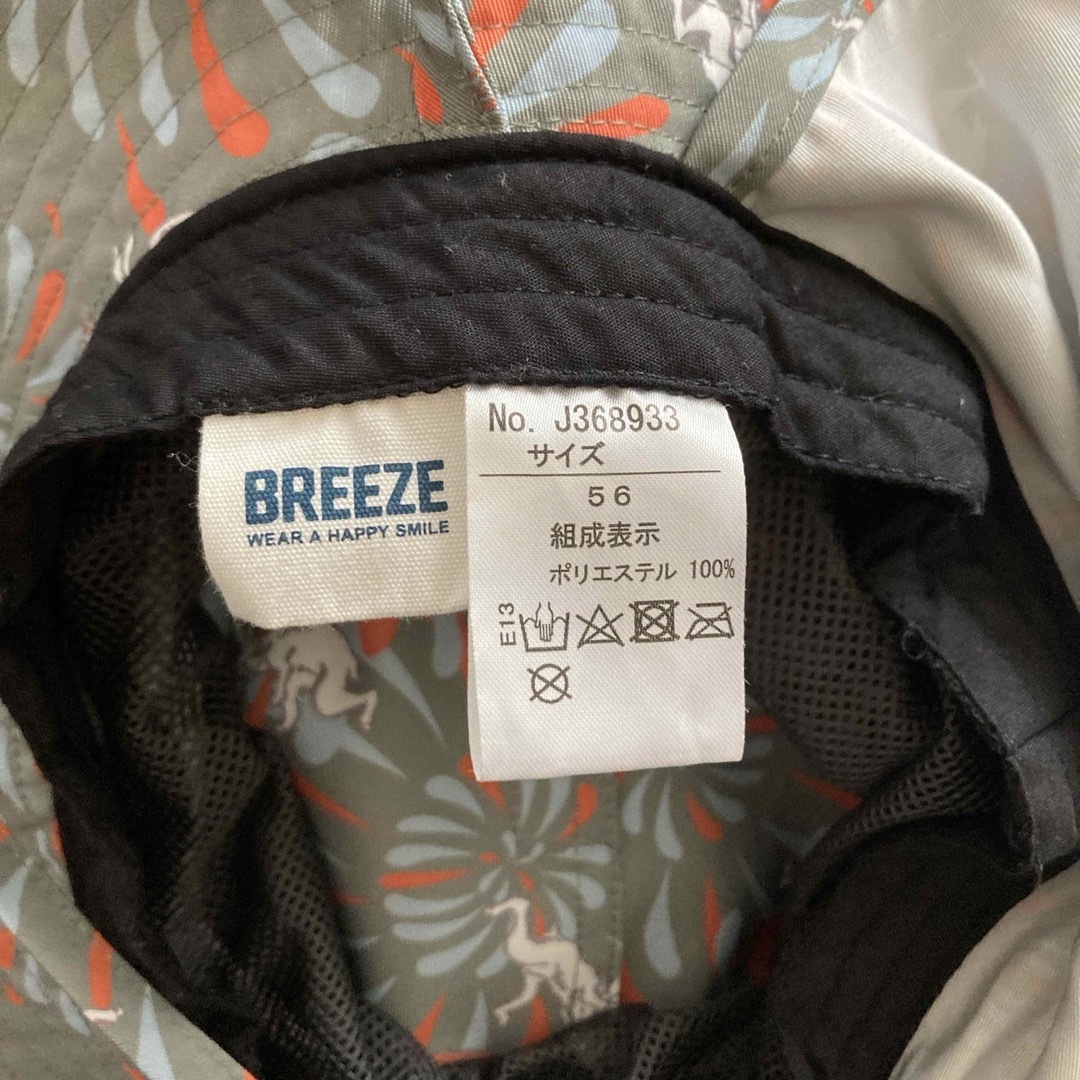 BREEZE
WEAR A HAPPY SMILE
No. J368933
サイズ
56
組成表示
ポリエステル 100%
E13